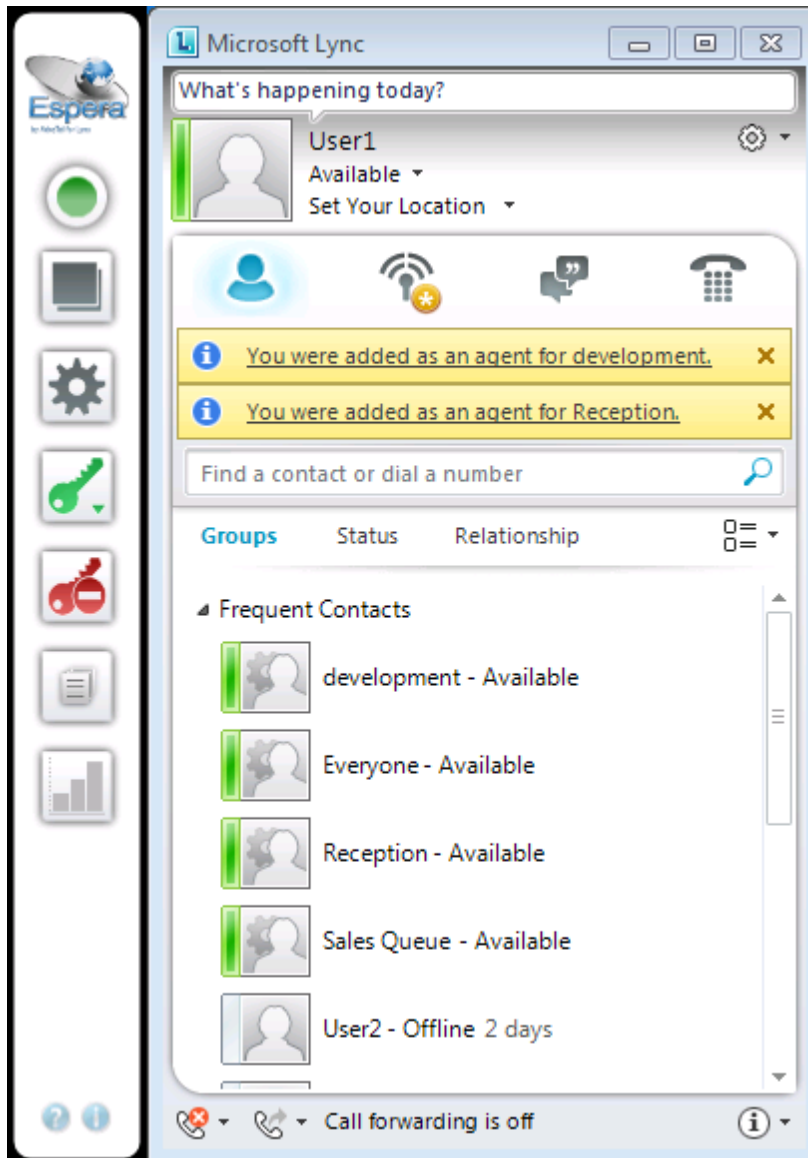 Espera
Microsoft Lync
What's happening today?
User1
Available
Set Your Location
You were added as an agent for development.
You were added as an agent for Reception.
Find a contact or dial a number
Groups Status Relationship
Frequent Contacts
development - Available
Everyone - Available
Reception - Available
Sales Queue - Available
User2 - Offline 2 days
Call forwarding is off